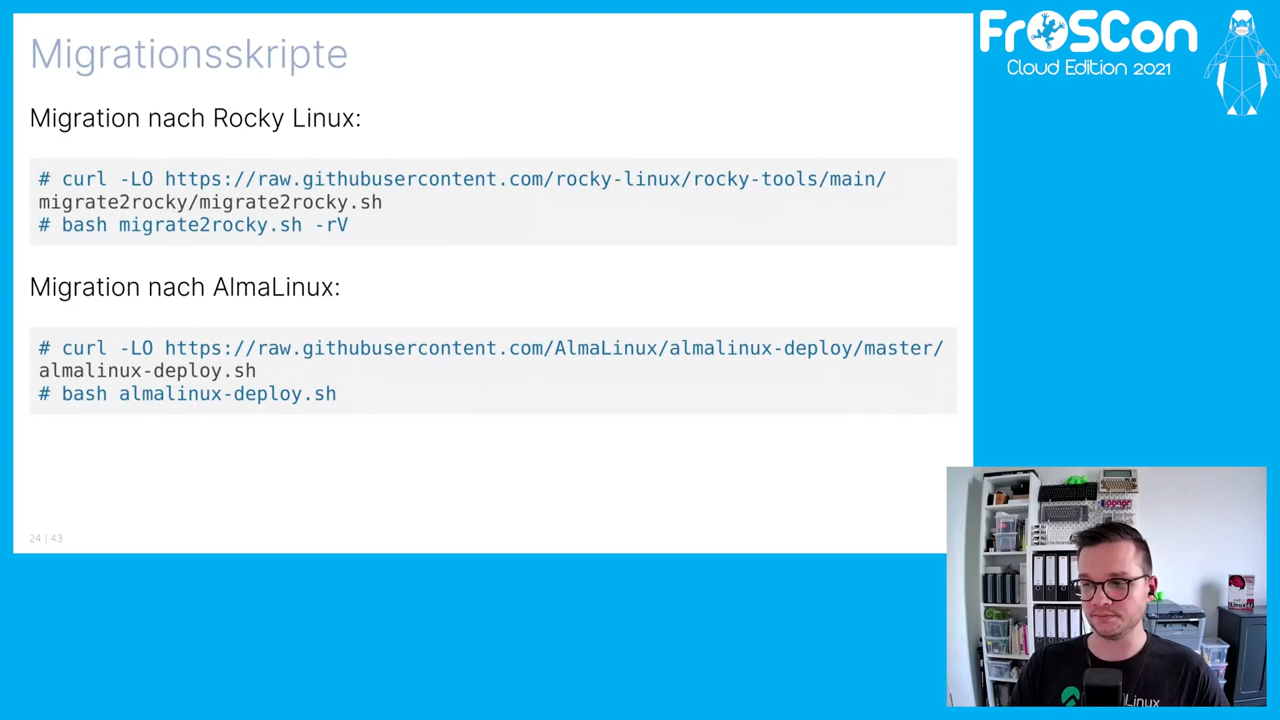 Migrationsskripte
FrOSCon
Cloud Edition 2021
Migration nach Rocky Linux:
# curl -LO https://raw.githubusercontent.com/rocky-linux/rocky-tools/main/
migrate2rocky/migrate2rocky.sh
# bash migrate2rocky.sh -rV
Migration nach AlmaLinux:
# curl -LO https://raw.githubusercontent.com/AlmaLinux/almalinux-deploy/master/
almalinux-deploy.sh
# bash almalinux-deploy.sh
24 | 43
Linux
Linux